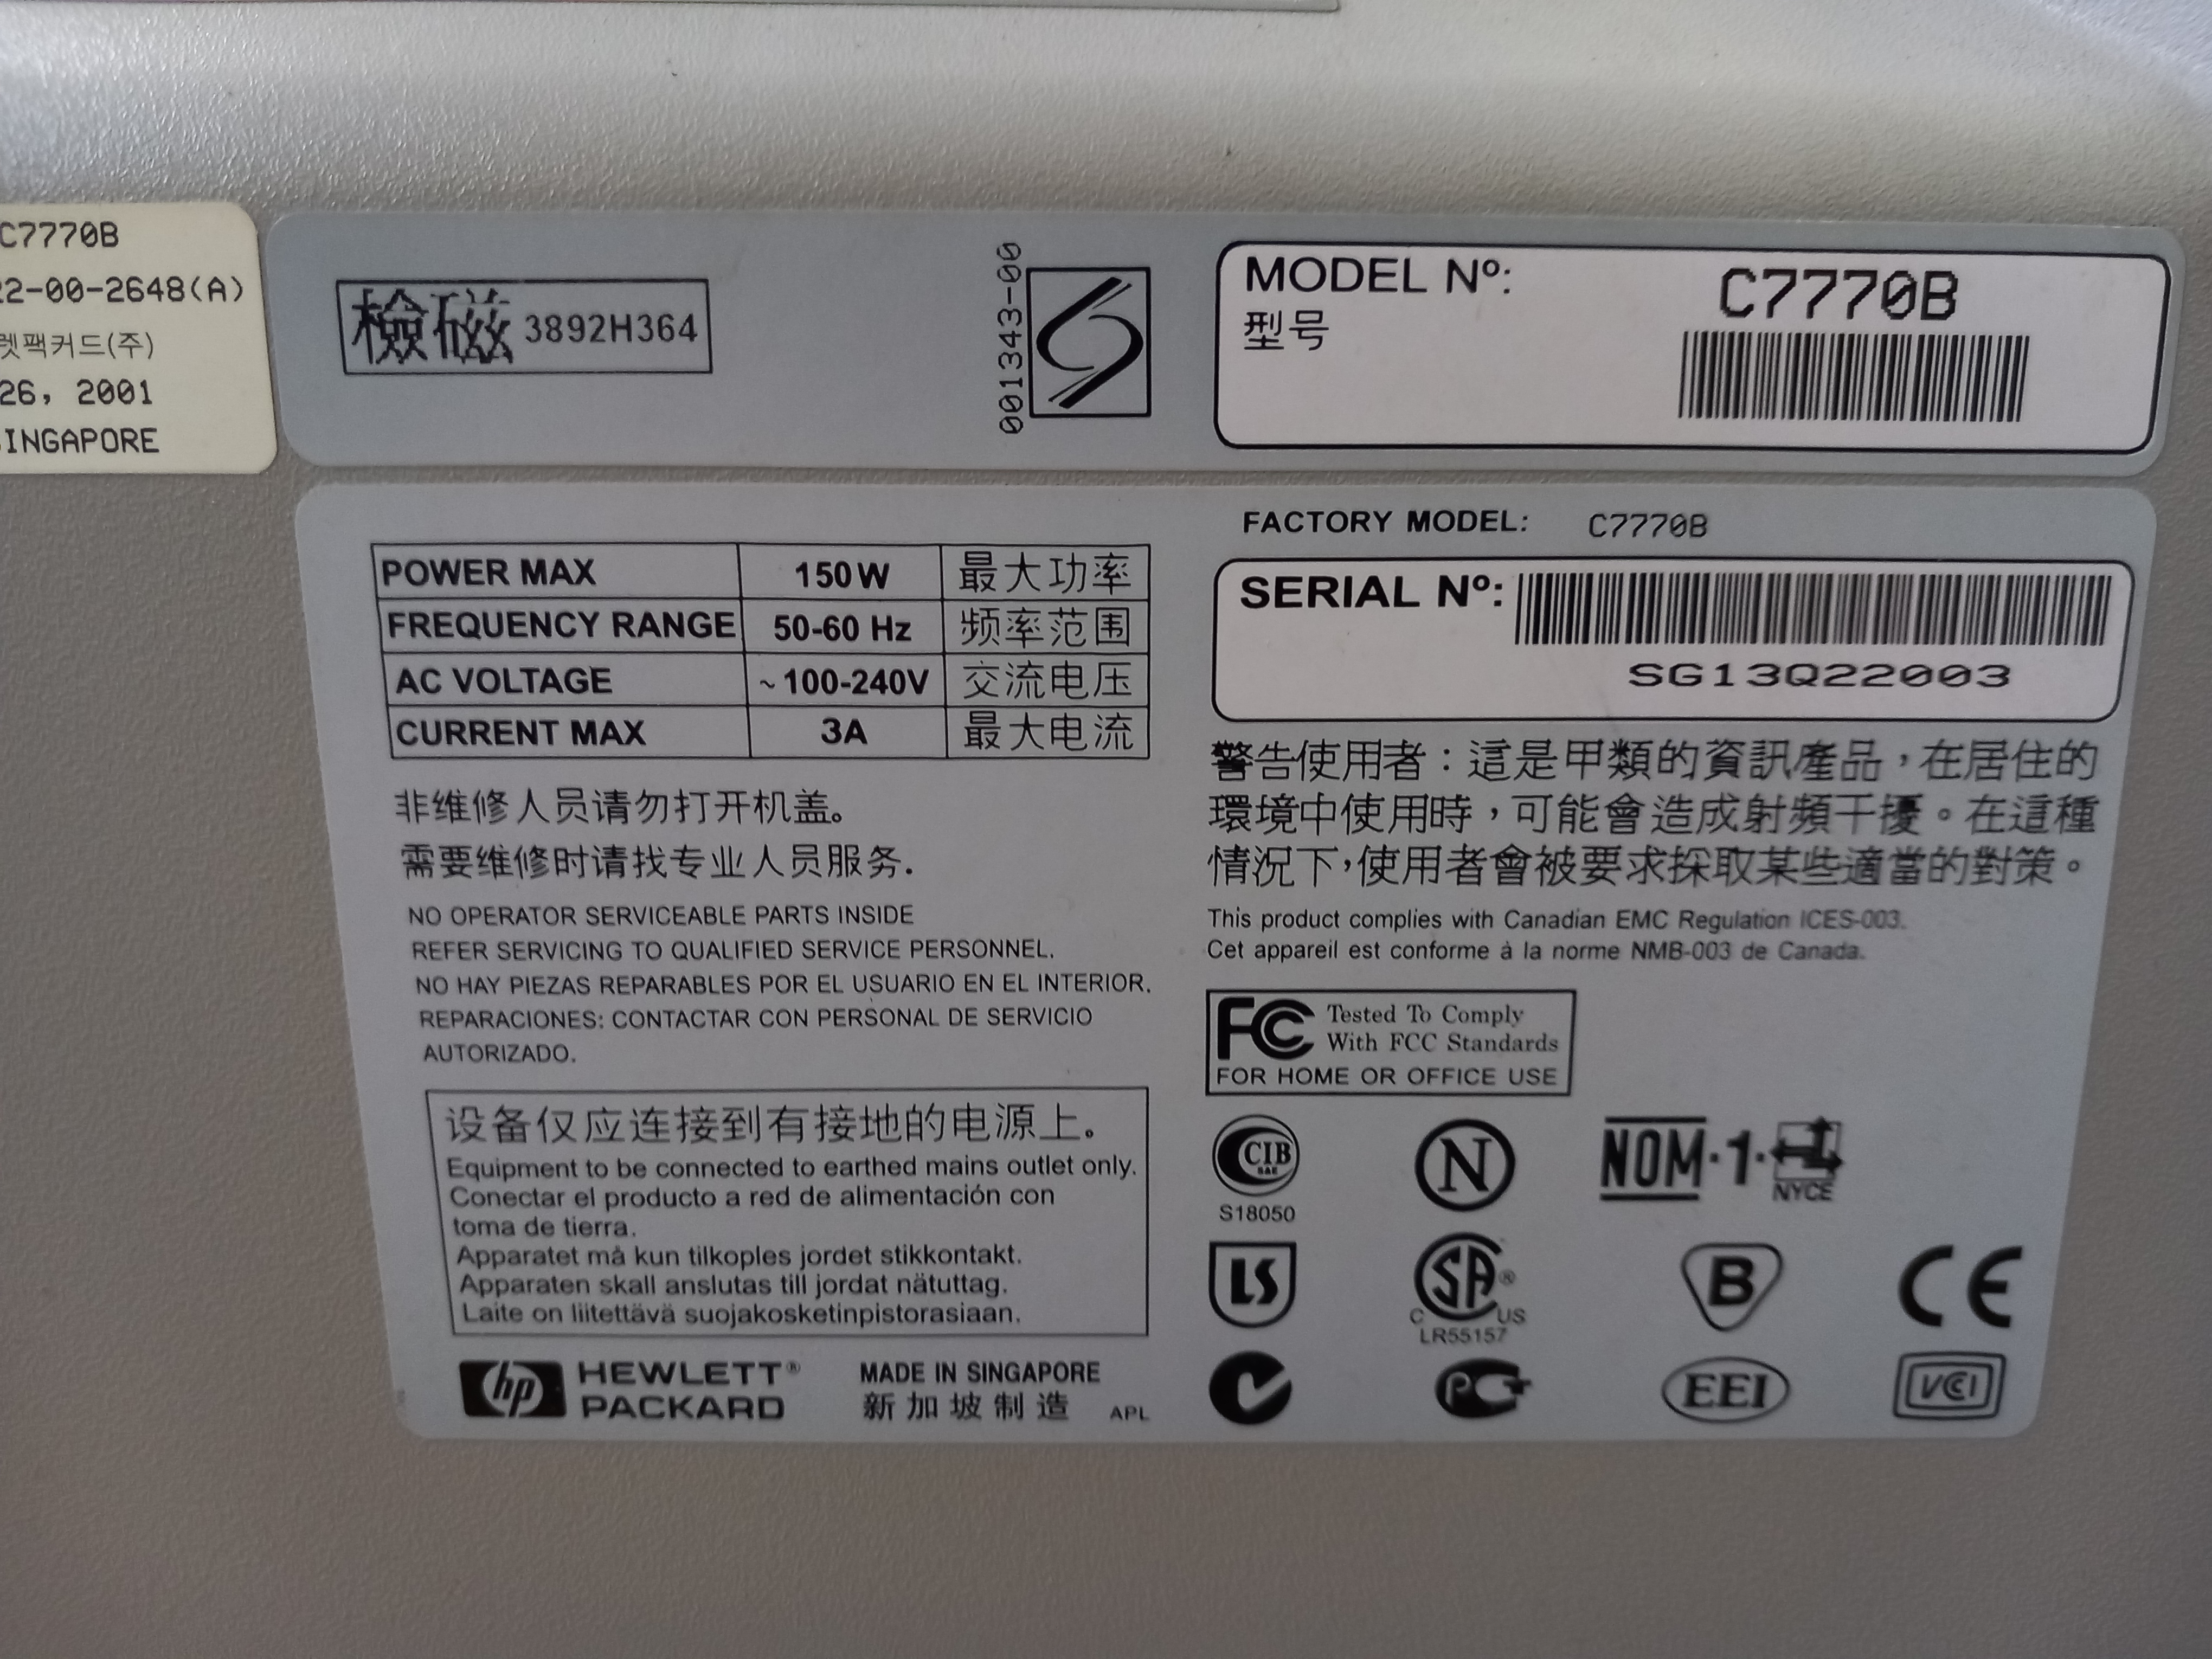 C7770B
22-00-2648(A)
렛팩커드(주)
26, 2001
SINGAPORE
檢磁 3892H364
001343-00
MODEL Nº: C7770B
型号
POWER MAX 150W 最大功率
FREQUENCY RANGE 50-60 Hz 频率范围
AC VOLTAGE ~100-240V 交流电压
CURRENT MAX 3A 最大电流
非维修人员请勿打开机盖。
需要维修时请找专业人员服务.
NO OPERATOR SERVICEABLE PARTS INSIDE
REFER SERVICING TO QUALIFIED SERVICE PERSONNEL.
NO HAY PIEZAS REPARABLES POR EL USUARIO EN EL INTERIOR.
REPARACIONES: CONTACTAR CON PERSONAL DE SERVICIO
AUTORIZADO.
设备仅应连接到有接地的电源上。
Equipment to be connected to earthed mains outlet only.
Conectar el producto a red de alimentación con
toma de tierra.
Apparatet må kun tilkoples jordet stikkontakt.
Apparaten skall anslutas till jordat nätuttag.
Laite on liitettävä suojakosketinpistorasiaan.
hp HEWLETT®
PACKARD
MADE IN SINGAPORE
新加坡制造 APL
FACTORY MODEL: C7770B
SERIAL Nº:
SG13Q22003
警告使用者：這是甲類的資訊產品，在居住的
環境中使用時，可能會造成射頻干擾。在這種
情況下，使用者會被要求採取某些適當的對策。
This product complies with Canadian EMC Regulation ICES-003.
Cet appareil est conforme à la norme NMB-003 de Canada.
FC Tested To Comply
With FCC Standards
FOR HOME OR OFFICE USE
CIB N NOM·1· NYCE
S18050
LS SA® B CE
C US
LR55157
PC EEI VCI